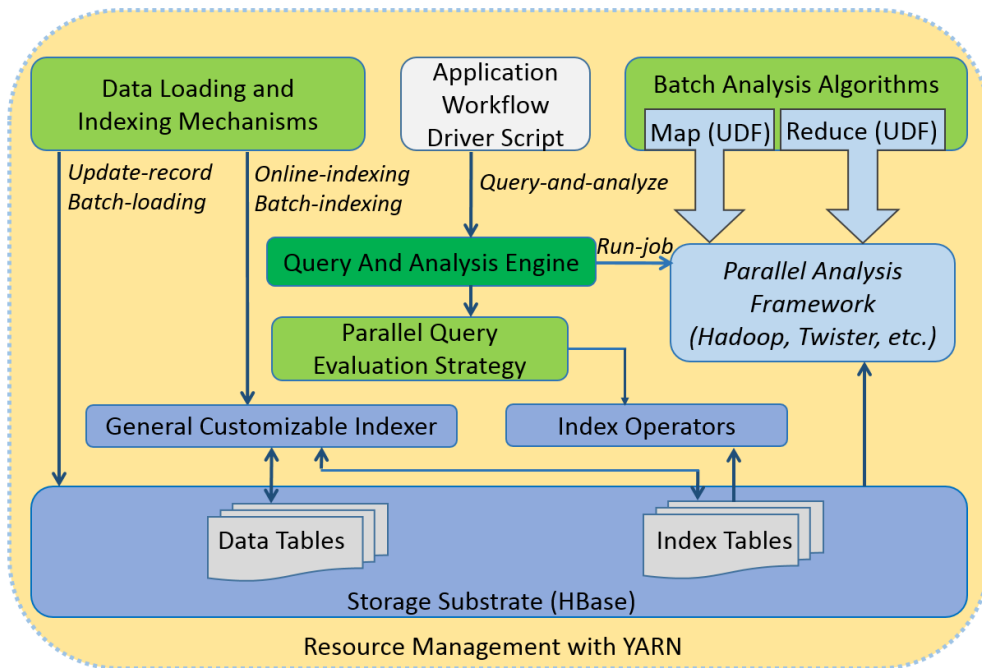 Data Loading and
Indexing Mechanisms
Application
Workflow
Driver Script
Batch Analysis Algorithms
Map (UDF)
Reduce (UDF)
Update-record
Batch-loading
Online-indexing
Batch-indexing
Query-and-analyze
Query And Analysis Engine
Run-job
Parallel Analysis
Framework
(Hadoop, Twister, etc.)
Parallel Query
Evaluation Strategy
General Customizable Indexer
Index Operators
Data Tables
Index Tables
Storage Substrate (HBase)
Resource Management with YARN